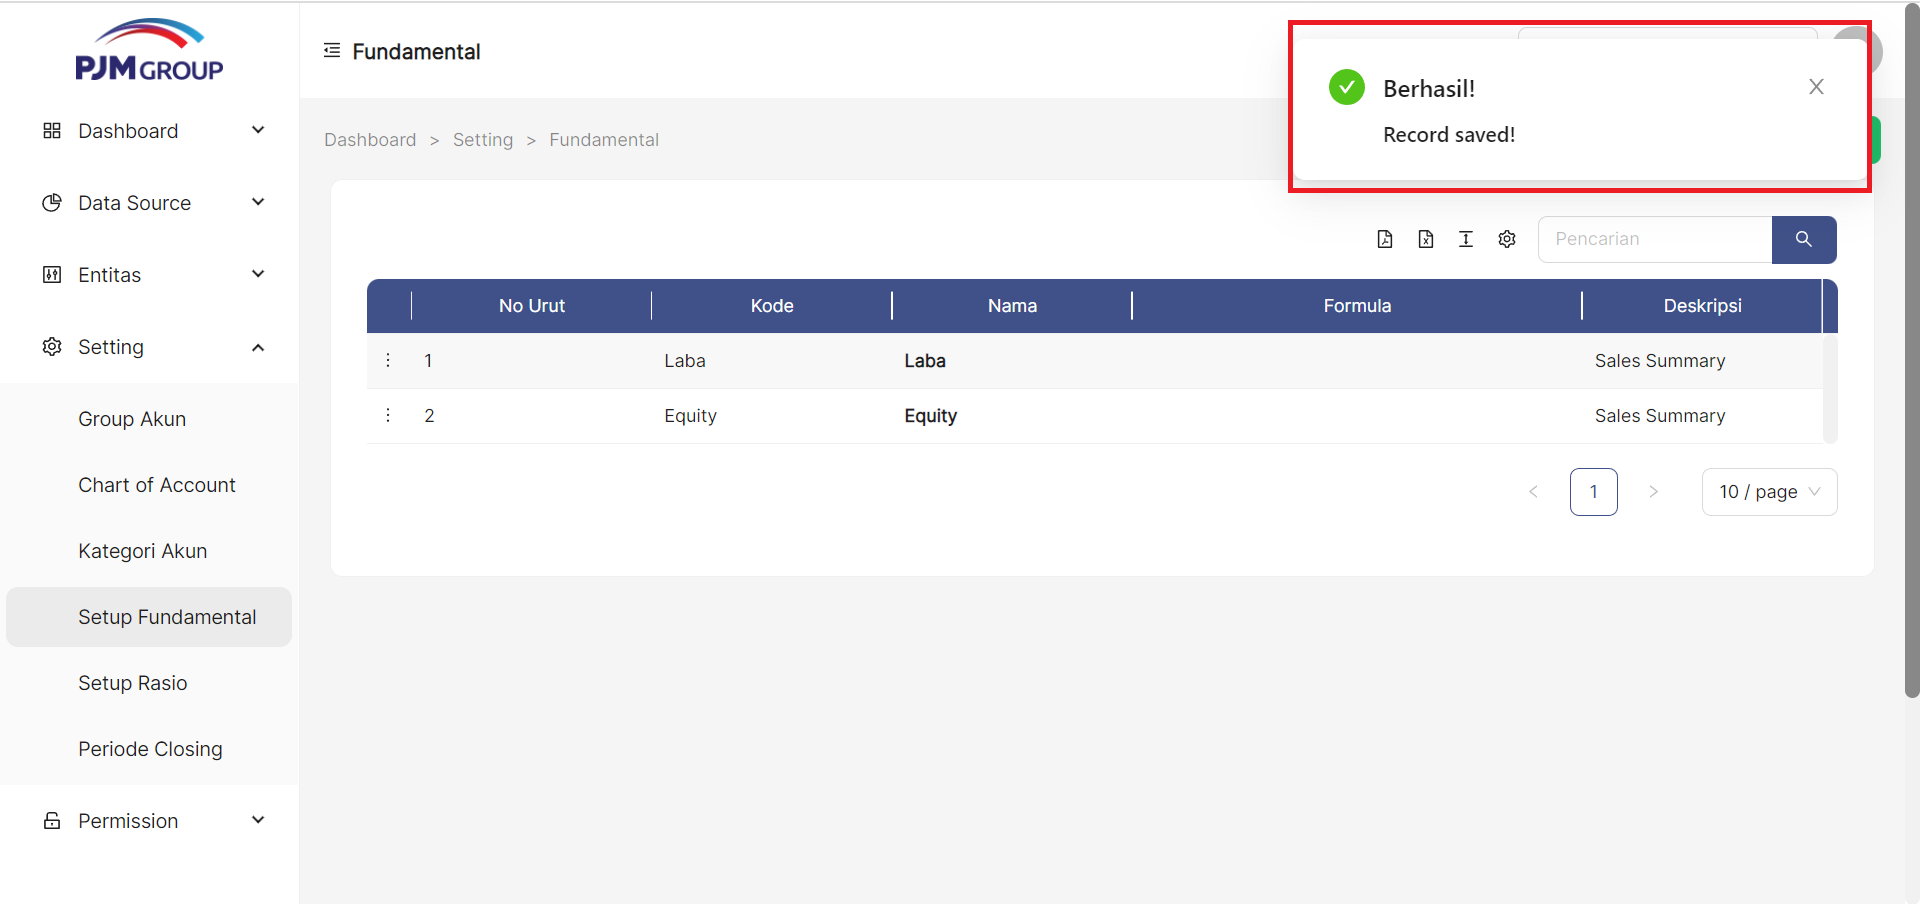 PJM GROUP
Dashboard
Data Source
Entitas
Setting
Group Akun
Chart of Account
Kategori Akun
Setup Fundamental
Setup Rasio
Periode Closing
Permission
Fundamental
Dashboard > Setting > Fundamental
Berhasil!
Record saved!
Pencarian
No Urut Kode Nama Formula Deskripsi
1 Laba Laba Sales Summary
2 Equity Equity Sales Summary
< 1 > 10 / page